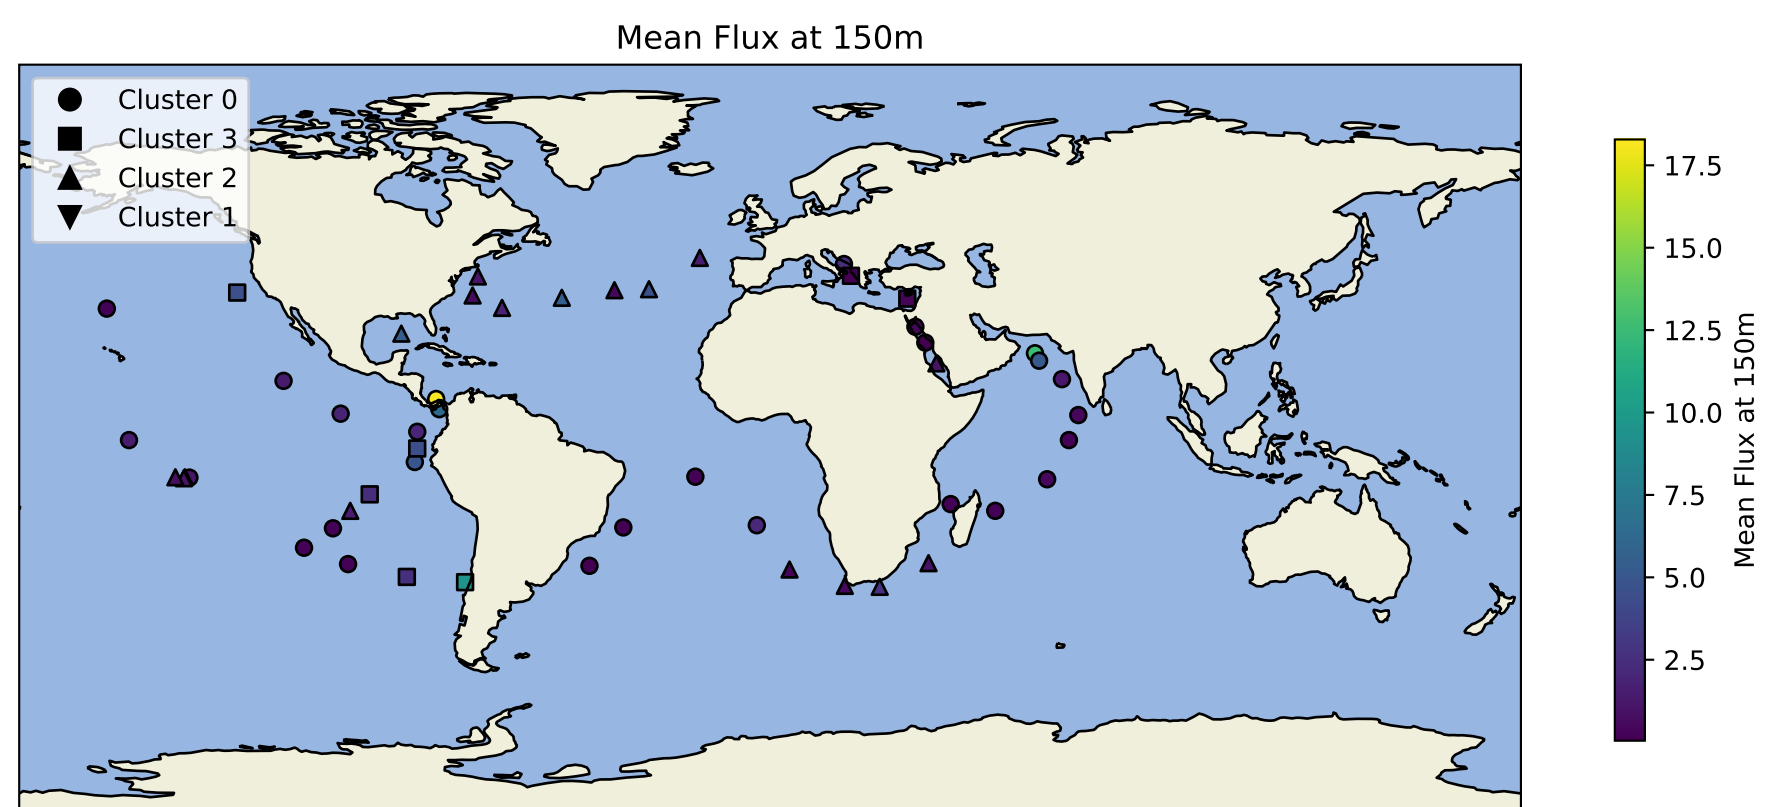 Mean Flux at 150m
Cluster 0
Cluster 3
Cluster 2
Cluster 1
17.5
15.0
12.5
10.0
7.5
5.0
2.5
Mean Flux at 150m